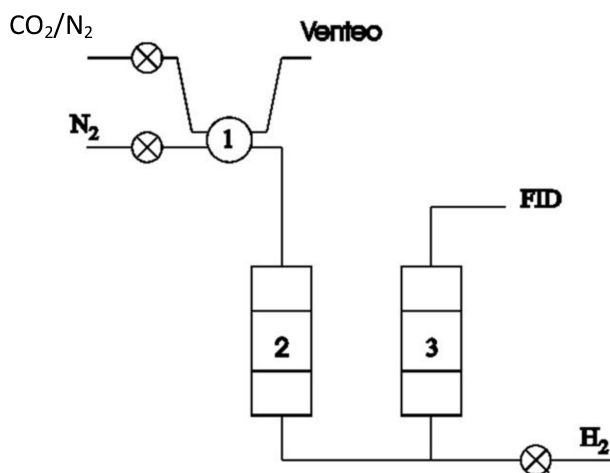 CO₂/N₂
Venteo
N₂
1
FID
2
3
H₂